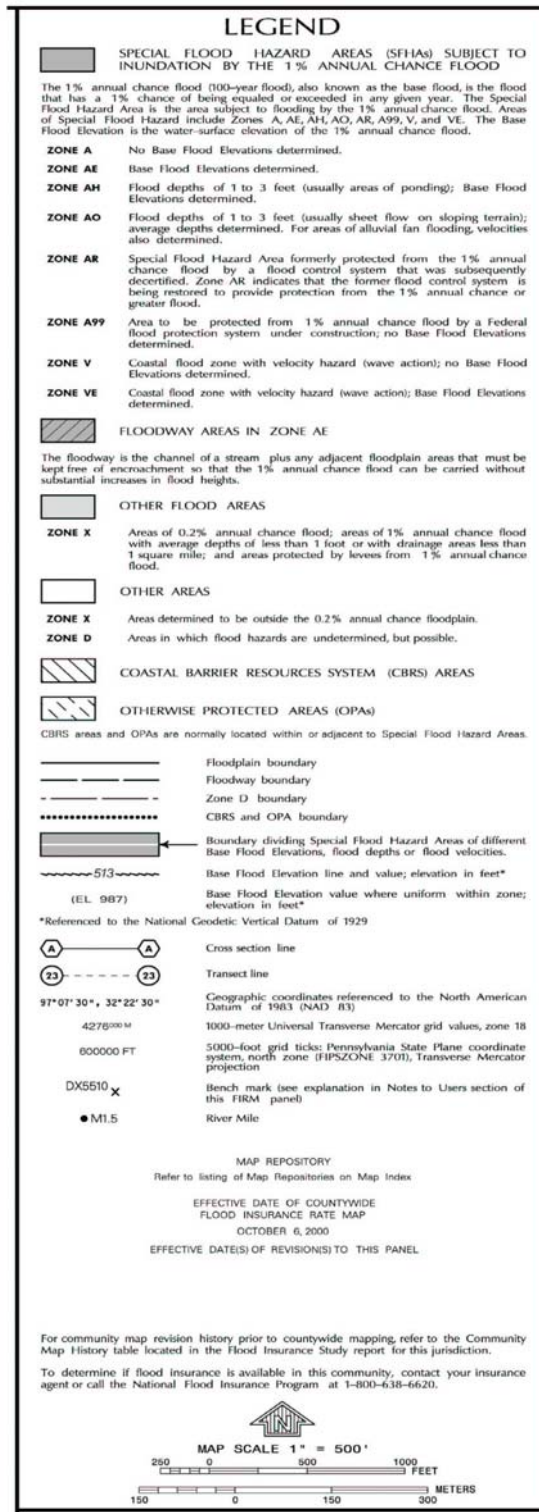 LEGEND
SPECIAL FLOOD HAZARD AREAS (SFHAs) SUBJECT TO
INUNDATION BY THE 1% ANNUAL CHANCE FLOOD
The 1% annual chance flood (100-year flood), also known as the base flood, is the flood
that has a 1% chance of being equaled or exceeded in any given year. The Special
Flood Hazard Area is the area subject to flooding by the 1% annual chance flood. Areas
of Special Flood Hazard include Zones A, AE, AH, AO, AR, A99, V, and VE. The Base
Flood Elevation is the water-surface elevation of the 1% annual chance flood.
ZONE A No Base Flood Elevations determined.
ZONE AE Base Flood Elevations determined.
ZONE AH Flood depths of 1 to 3 feet (usually areas of ponding); Base Flood
Elevations determined.
ZONE AO Flood depths of 1 to 3 feet (usually sheet flow on sloping terrain);
average depths determined. For areas of alluvial fan flooding, velocities
also determined.
ZONE AR Special Flood Hazard Area formerly protected from the 1% annual
chance flood by a flood control system that was subsequently
decertified. Zone AR indicates that the former flood control system is
being restored to provide protection from the 1% annual chance or
greater flood.
ZONE A99 Area to be protected from 1% annual chance flood by a Federal
flood protection system under construction; no Base Flood Elevations
determined.
ZONE V Coastal flood zone with velocity hazard (wave action); no Base Flood
Elevations determined.
ZONE VE Coastal flood zone with velocity hazard (wave action); Base Flood Elevations
determined.
FLOODWAY AREAS IN ZONE AE
The floodway is the channel of a stream plus any adjacent floodplain areas that must be
kept free of encroachment so that the 1% annual chance flood can be carried without
substantial increases in flood heights.
OTHER FLOOD AREAS
ZONE X Areas of 0.2% annual chance flood; areas of 1% annual chance flood
with average depths of less than 1 foot or with drainage areas less than
1 square mile; and areas protected by levees from 1% annual chance
flood.
OTHER AREAS
ZONE X Areas determined to be outside the 0.2% annual chance floodplain.
ZONE D Areas in which flood hazards are undetermined, but possible.
COASTAL BARRIER RESOURCES SYSTEM (CBRS) AREAS
OTHERWISE PROTECTED AREAS (OPAs)
CBRS areas and OPAs are normally located within or adjacent to Special Flood Hazard Areas.
Floodplain boundary
Floodway boundary
Zone D boundary
CBRS and OPA boundary
Boundary dividing Special Flood Hazard Areas of different
Base Flood Elevations, flood depths or flood velocities.
513 Base Flood Elevation line and value; elevation in feet*
(EL 987) Base Flood Elevation value where uniform within zone;
elevation in feet*
*Referenced to the National Geodetic Vertical Datum of 1929
A A Cross section line
23 23 Transect line
97°07'30", 32°22'30" Geographic coordinates referenced to the North American
Datum of 1983 (NAD 83)
4276000 M 1000-meter Universal Transverse Mercator grid values, zone 18
600000 FT 5000-foot grid ticks: Pennsylvania State Plane coordinate
system, north zone (FIPSZONE 3701), Transverse Mercator
projection
DX5510 X Bench mark (see explanation in Notes to Users section of
this FIRM panel)
● M1.5 River Mile
MAP REPOSITORY
Refer to listing of Map Repositories on Map Index
EFFECTIVE DATE OF COUNTYWIDE
FLOOD INSURANCE RATE MAP
OCTOBER 6, 2000
EFFECTIVE DATE(S) OF REVISION(S) TO THIS PANEL
For community map revision history prior to countywide mapping, refer to the Community
Map History table located in the Flood Insurance Study report for this jurisdiction.
To determine if flood insurance is available in this community, contact your insurance
agent or call the National Flood Insurance Program at 1-800-638-6620.
N
MAP SCALE 1" = 500'
250 0 500 1000
FEET
METERS
150 0 150 300